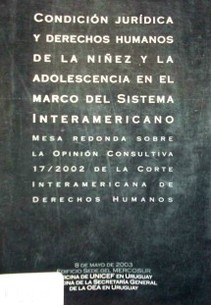 CONDICIÓN JURÍDICA
Y DERECHOS HUMANOS
DE LA NIÑEZ Y LA
ADOLESCENCIA EN EL
MARCO DEL SISTEMA
INTERAMERICANO
MESA REDONDA SOBRE
LA OPINIÓN CONSULTIVA
17/2002 DE LA CORTE
INTERAMERICANA DE
DERECHOS HUMANOS
8 DE MAYO DE 2003
EDIFICIO SEDE DEL MERCOSUR
ICINA DE UNICEF EN URUGUAY
CINA DE LA SECRETARÍA GENERAL
DE LA OEA EN URUGUAY